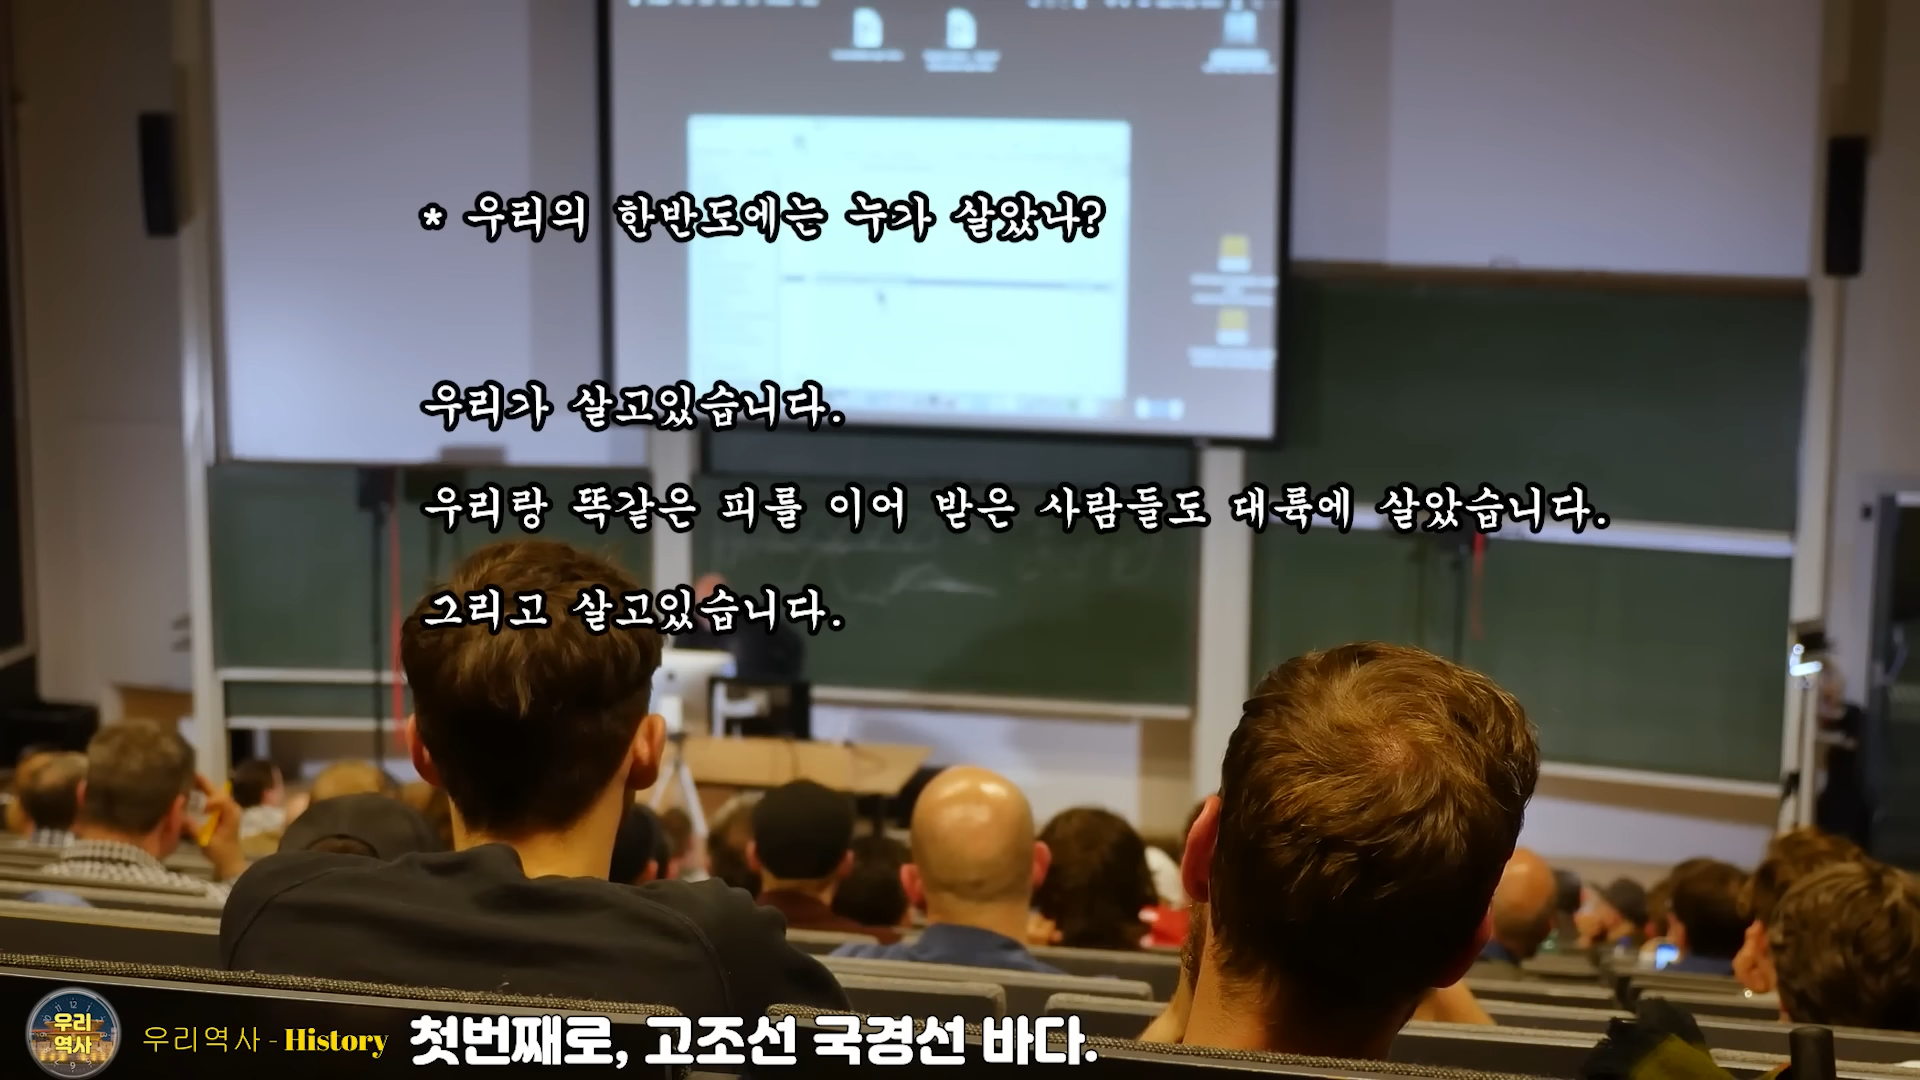 * 우리의 한반도에는 누가 살았나?
우리가 살고있습니다.
우리랑 똑같은 피를 이어 받은 사람들도 대륙에 살았습니다.
그리고 살고있습니다.
우리
역사
우리역사 - History
첫번째로, 고조선 국경선 바다.